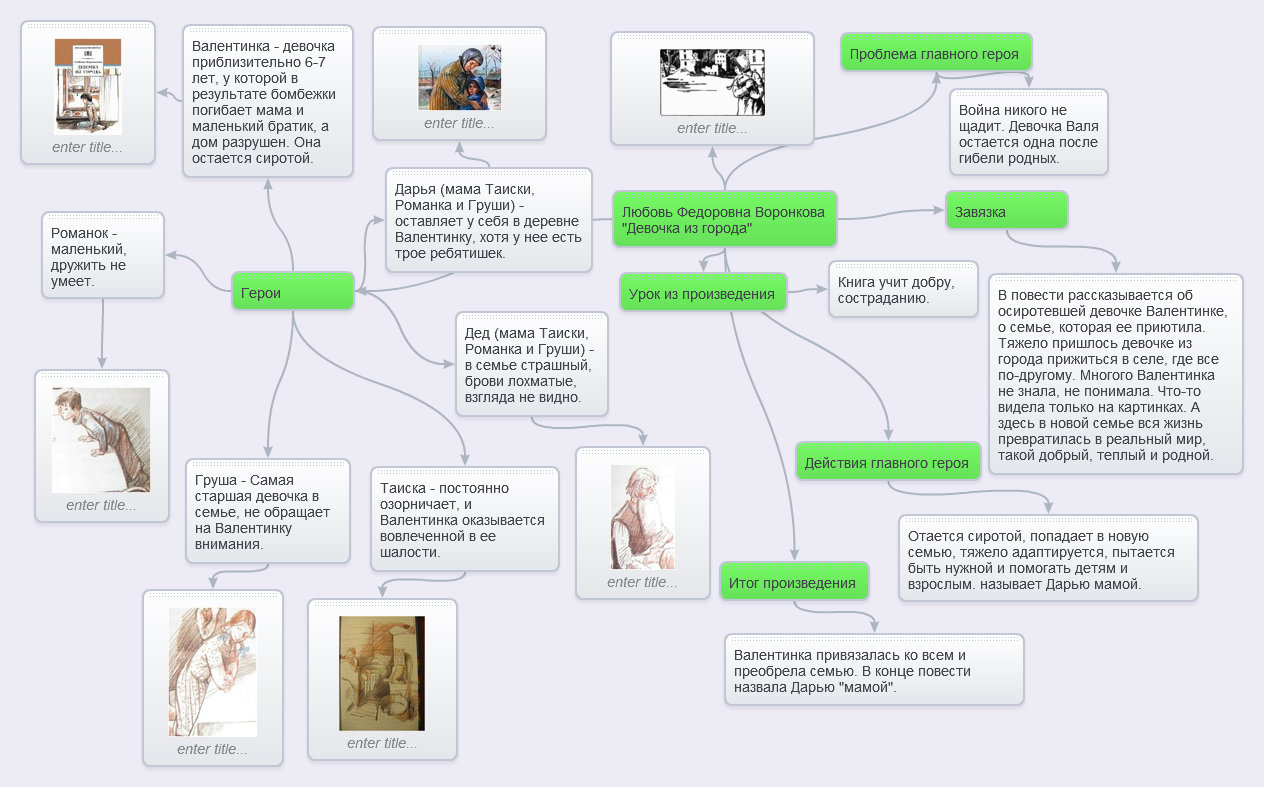 ДЕВОЧКА
ИЗ ГОРОДА
enter title...
Валентинка - девочка
приблизительно 6-7
лет, у которой в
результате бомбежки
погибает мама и
маленький братик, а
дом разрушен. Она
остается сиротой.
enter title...
enter title...
Проблема главного героя
Война никого не
щадит. Девочка Валя
остается одна после
гибели родных.
Дарья (мама Таиски,
Романка и Груши) -
оставляет у себя в деревне
Валентинку, хотя у нее есть
трое ребятишек.
Любовь Федоровна Воронкова
"Девочка из города"
Завязка
Романок -
маленький,
дружить не
умеет.
Герои
Урок из произведения
Книга учит добру,
состраданию.
В повести рассказывается об
осиротевшей девочке Валентинке,
о семье, которая ее приютила.
Тяжело пришлось девочке из
города прижиться в селе, где все
по-другому. Многого Валентинка
не знала, не понимала. Что-то
видела только на картинках. А
здесь в новой семье вся жизнь
превратилась в реальный мир,
такой добрый, теплый и родной.
Дед (мама Таиски,
Романка и Груши) -
в семье страшный,
брови лохматые,
взгляда не видно.
enter title...
Груша - Самая
старшая девочка в
семье, не обращает
на Валентинку
внимания.
Таиска - постоянно
озорничает, и
Валентинка оказывается
вовлеченной в ее
шалости.
enter title...
Действия главного героя
Отается сиротой, попадает в новую
семью, тяжело адаптируется, пытается
быть нужной и помогать детям и
взрослым. называет Дарью мамой.
Итог произведения
Валентинка привязалась ко всем и
преобрела семью. В конце повести
назвала Дарью "мамой".
enter title...
enter title...